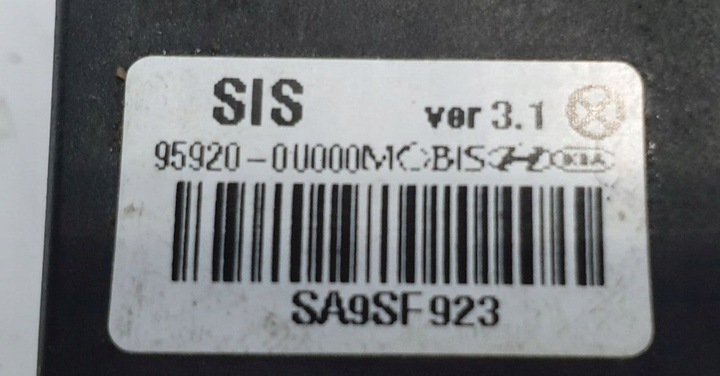 SIS ver 3.1
95920-0U000 MOBIS KIA
SA9SF923